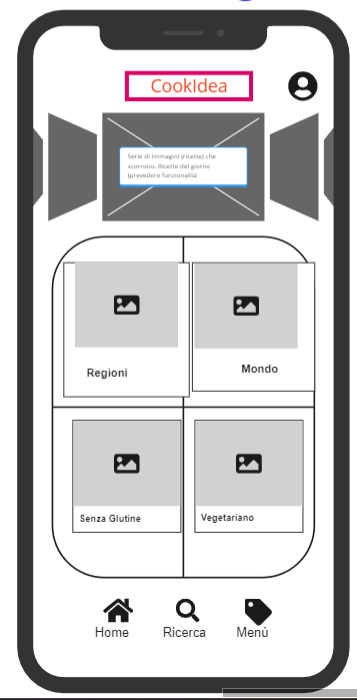 CookIdea
Serie di Immagini (ricette) che
scurrono. Ricette del giorno
(prevedere funzionalità
Regioni
Mondo
Senza Glutine
Vegetariano
Home
Ricerca
Menù